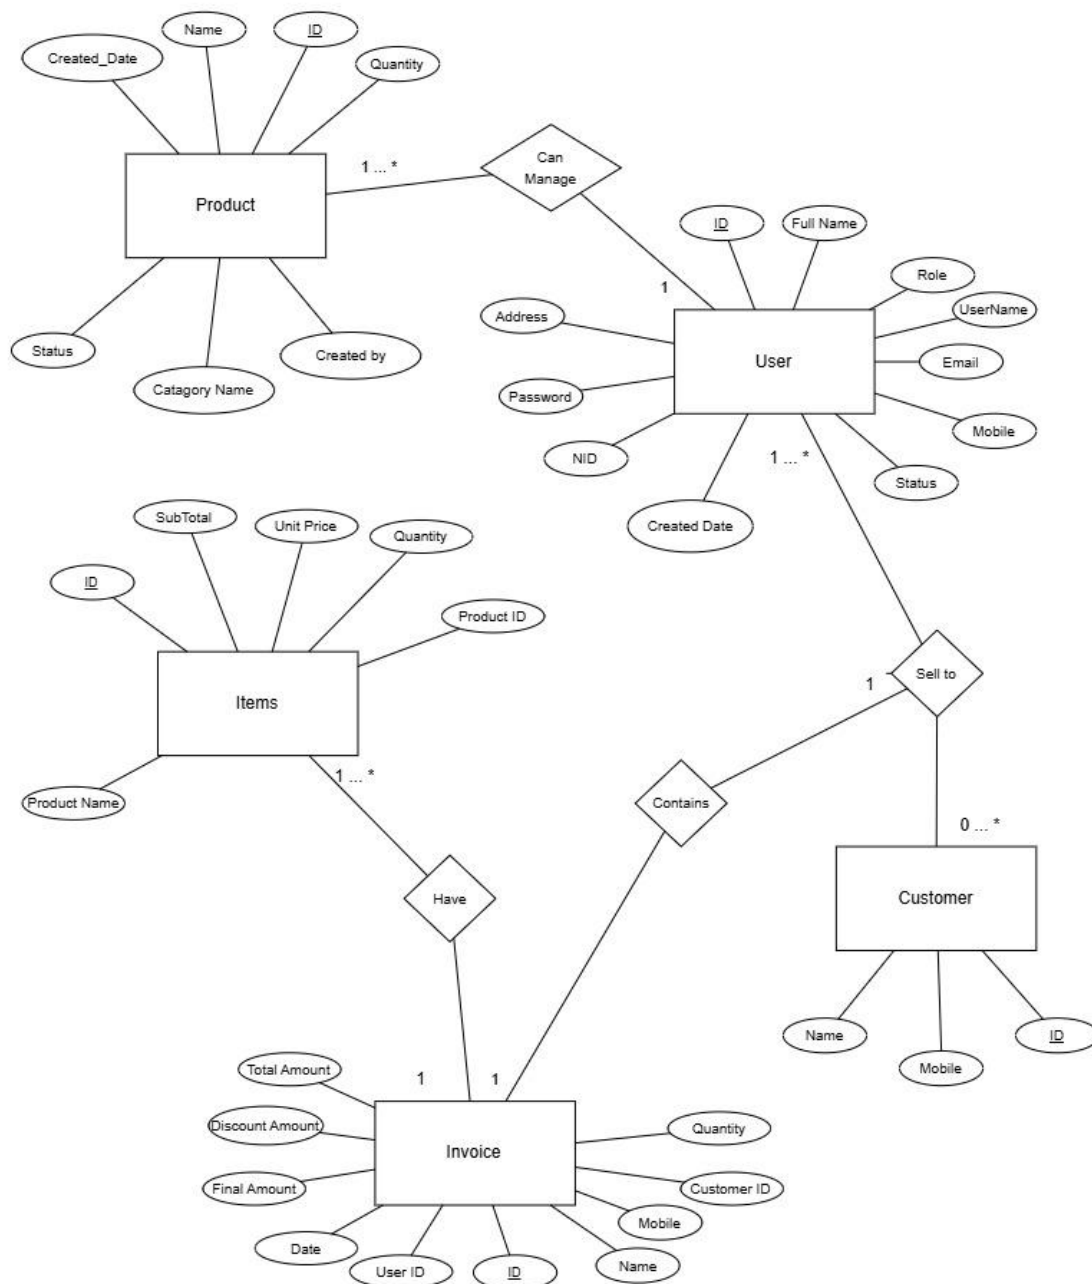 Name
ID
Created_Date
Quantity
Product
1 ... *
Can
Manage
Status
Catagory Name
Created by
1
ID
Full Name
Role
UserName
Address
User
Email
Password
Mobile
NID
Status
Created Date
1 ... *
SubTotal
Unit Price
Quantity
ID
Product ID
Items
Product Name
1 ... *
Have
1
Sell to
1
Contains
0 ... *
Customer
Name
Mobile
ID
1
Total Amount
Discount Amount
Final Amount
Invoice
Quantity
Customer ID
Mobile
Name
Date
User ID
ID